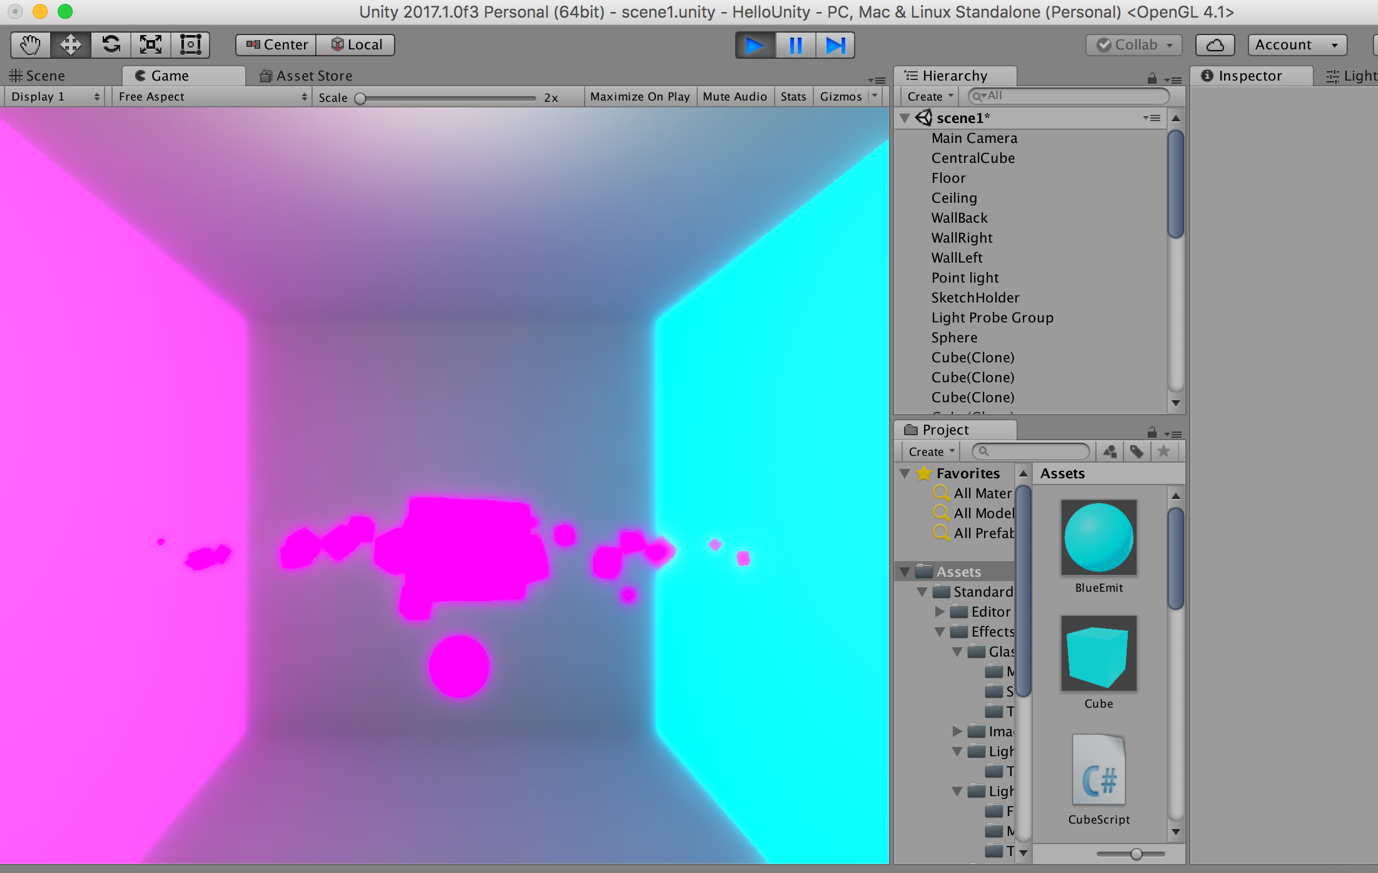 Unity 2017.1.0f3 Personal (64bit) - scene1.unity - HelloUnity - PC, Mac & Linux Standalone (Personal) <OpenGL 4.1>
Center Local Collab Account
Scene Game Asset Store
Display 1 Free Aspect Scale 2x Maximize On Play Mute Audio Stats Gizmos
Hierarchy
Create All
scene1*
Main Camera
CentralCube
Floor
Ceiling
WallBack
WallRight
WallLeft
Point light
SketchHolder
Light Probe Group
Sphere
Cube(Clone)
Cube(Clone)
Cube(Clone)
Cube(Clone)
Project
Create
Favorites
All Mater
All Model
All Prefab
Assets
Standard
Editor
Effects
Glas
M
S
T
Ima
Ligh
T
Ligh
F
M
T
Assets
BlueEmit
Cube
C#
CubeScript
Inspector Light